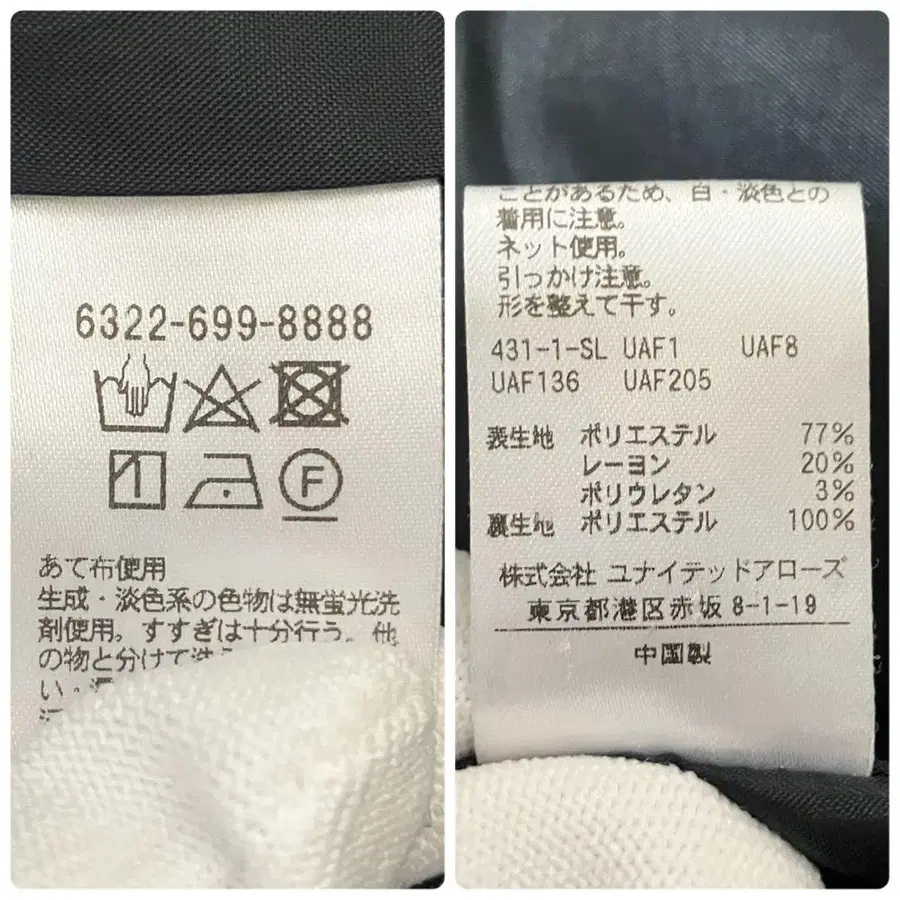 6322-699-8888
1
F
あて布使用
生成・淡色系の色物は無蛍光洗
剤使用。すすぎは十分行う。他
の物と分けて洗
い・
ことがあるため、白・淡色との
着用に注意。
ネット使用。
引っかけ注意。
形を整えて干す。
431-1-SL UAF1 UAF8
UAF136 UAF205
表生地 ポリエステル 77%
レーヨン 20%
ポリウレタン 3%
裏生地 ポリエステル 100%
株式会社 ユナイテッドアローズ
東京都港区赤坂 8-1-19
中国製